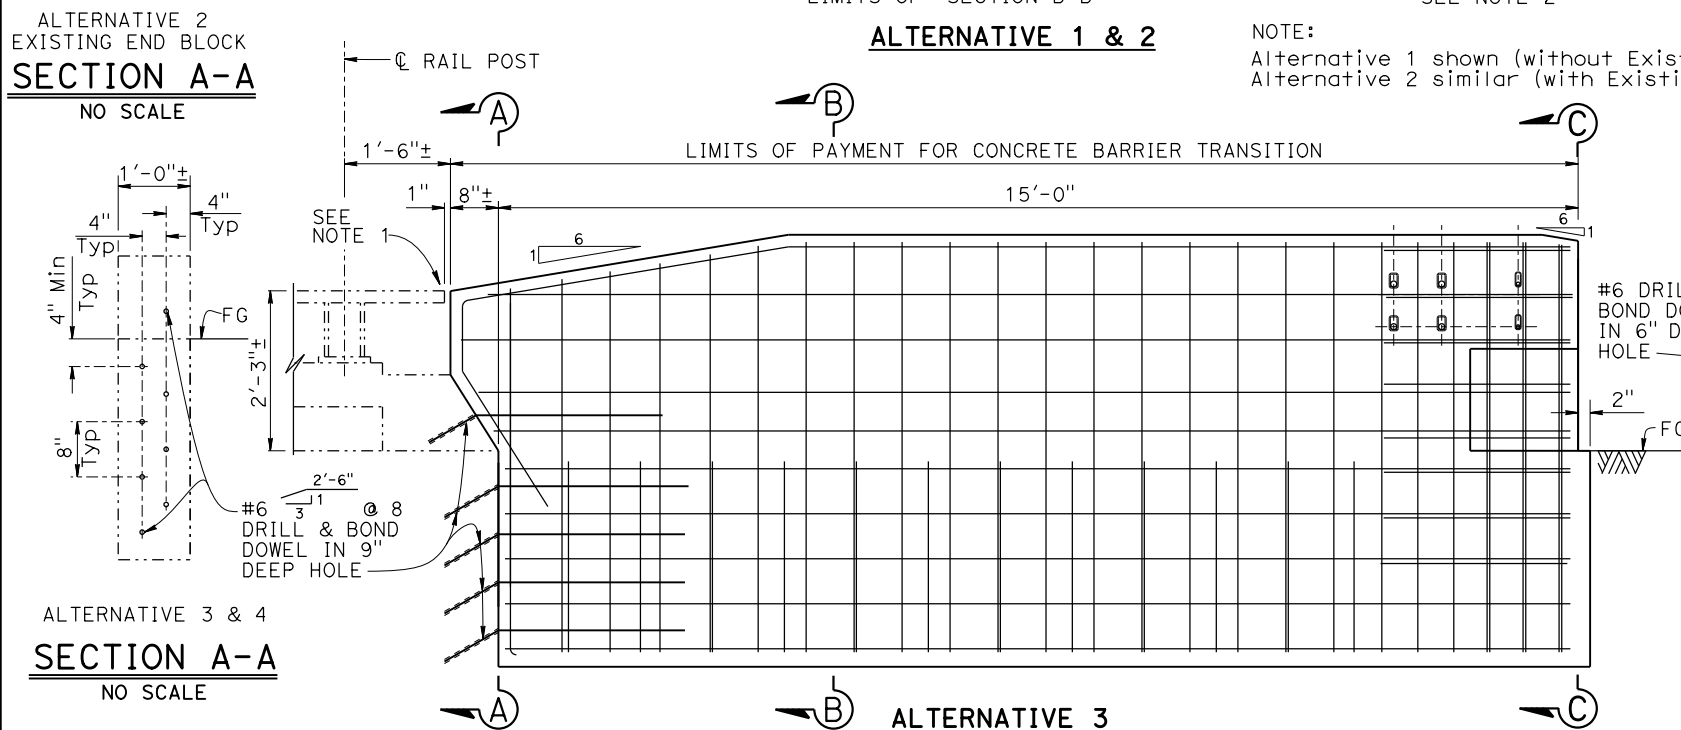 ALTERNATIVE 2
EXISTING END BLOCK
SECTION A-A
NO SCALE
ALTERNATIVE 1 & 2
NOTE:
Alternative 1 shown (without Exis
Alternative 2 similar (with Existi
℄ RAIL POST
A
B
C
1'-6"±
LIMITS OF PAYMENT FOR CONCRETE BARRIER TRANSITION
1"
8"±
15'-0"
SEE
NOTE 1
6
1
6
1
1'-0"±
4"
Typ
4"
Typ
4" Min
Typ
FG
8"
Typ
2'-3"±
#6 DRIL
BOND DO
IN 6" D
HOLE
2"
FG
2'-6"
1
3
#6 @ 8
DRILL & BOND
DOWEL IN 9"
DEEP HOLE
ALTERNATIVE 3 & 4
SECTION A-A
NO SCALE
A
B
C
ALTERNATIVE 3